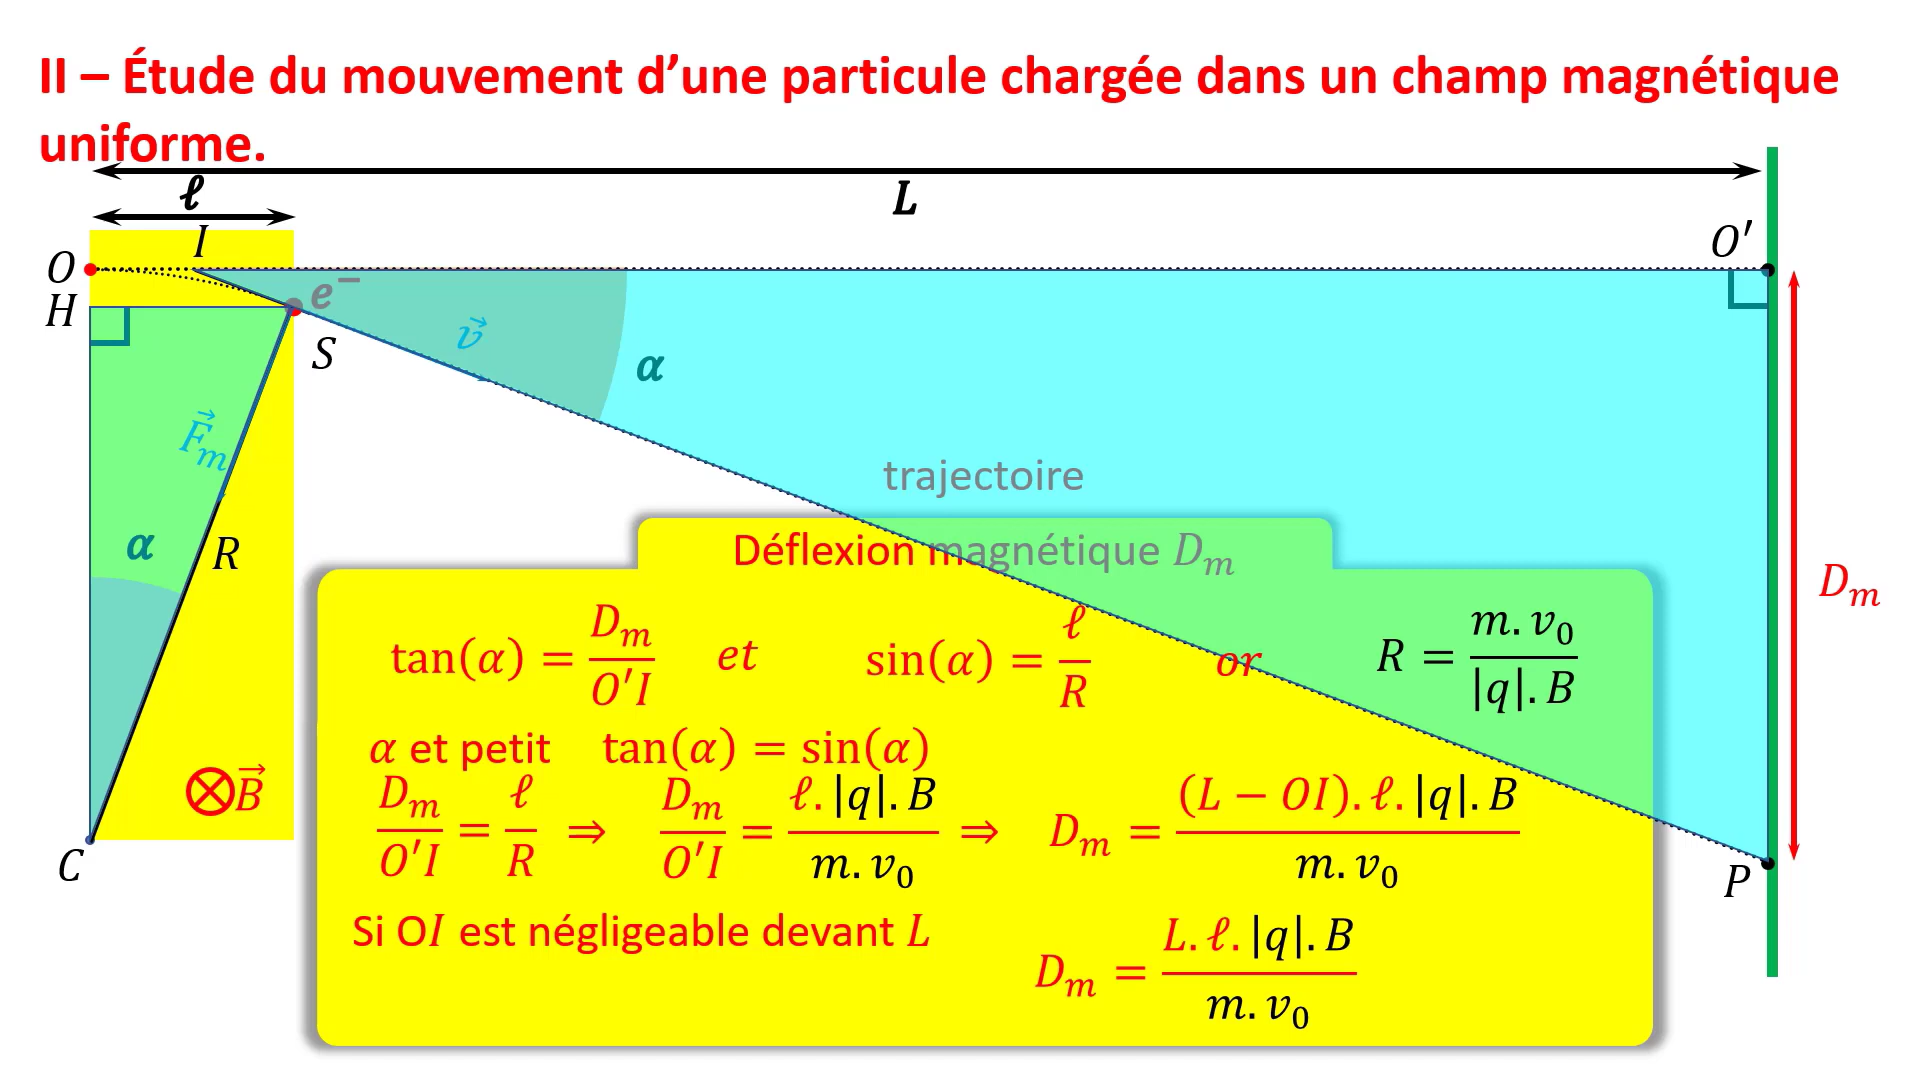 II – Étude du mouvement d’une particule chargée dans un champ magnétique
uniforme.
ℓ
L
O
I
O′
H
e⁻
v⃗
S
α
F⃗ₘ
trajectoire
α
R
Dₘ
⊗B⃗
C
P
Déflexion magnétique Dₘ
tan(α) = Dₘ/O′I et sin(α) = ℓ/R or R = m.v₀/|q|.B
α et petit tan(α) = sin(α)
Dₘ/O′I = ℓ/R ⇒ Dₘ/O′I = ℓ.|q|.B/m.v₀ ⇒ Dₘ = (L − OI).ℓ.|q|.B/m.v₀
Si OI est négligeable devant L
Dₘ = L.ℓ.|q|.B/m.v₀